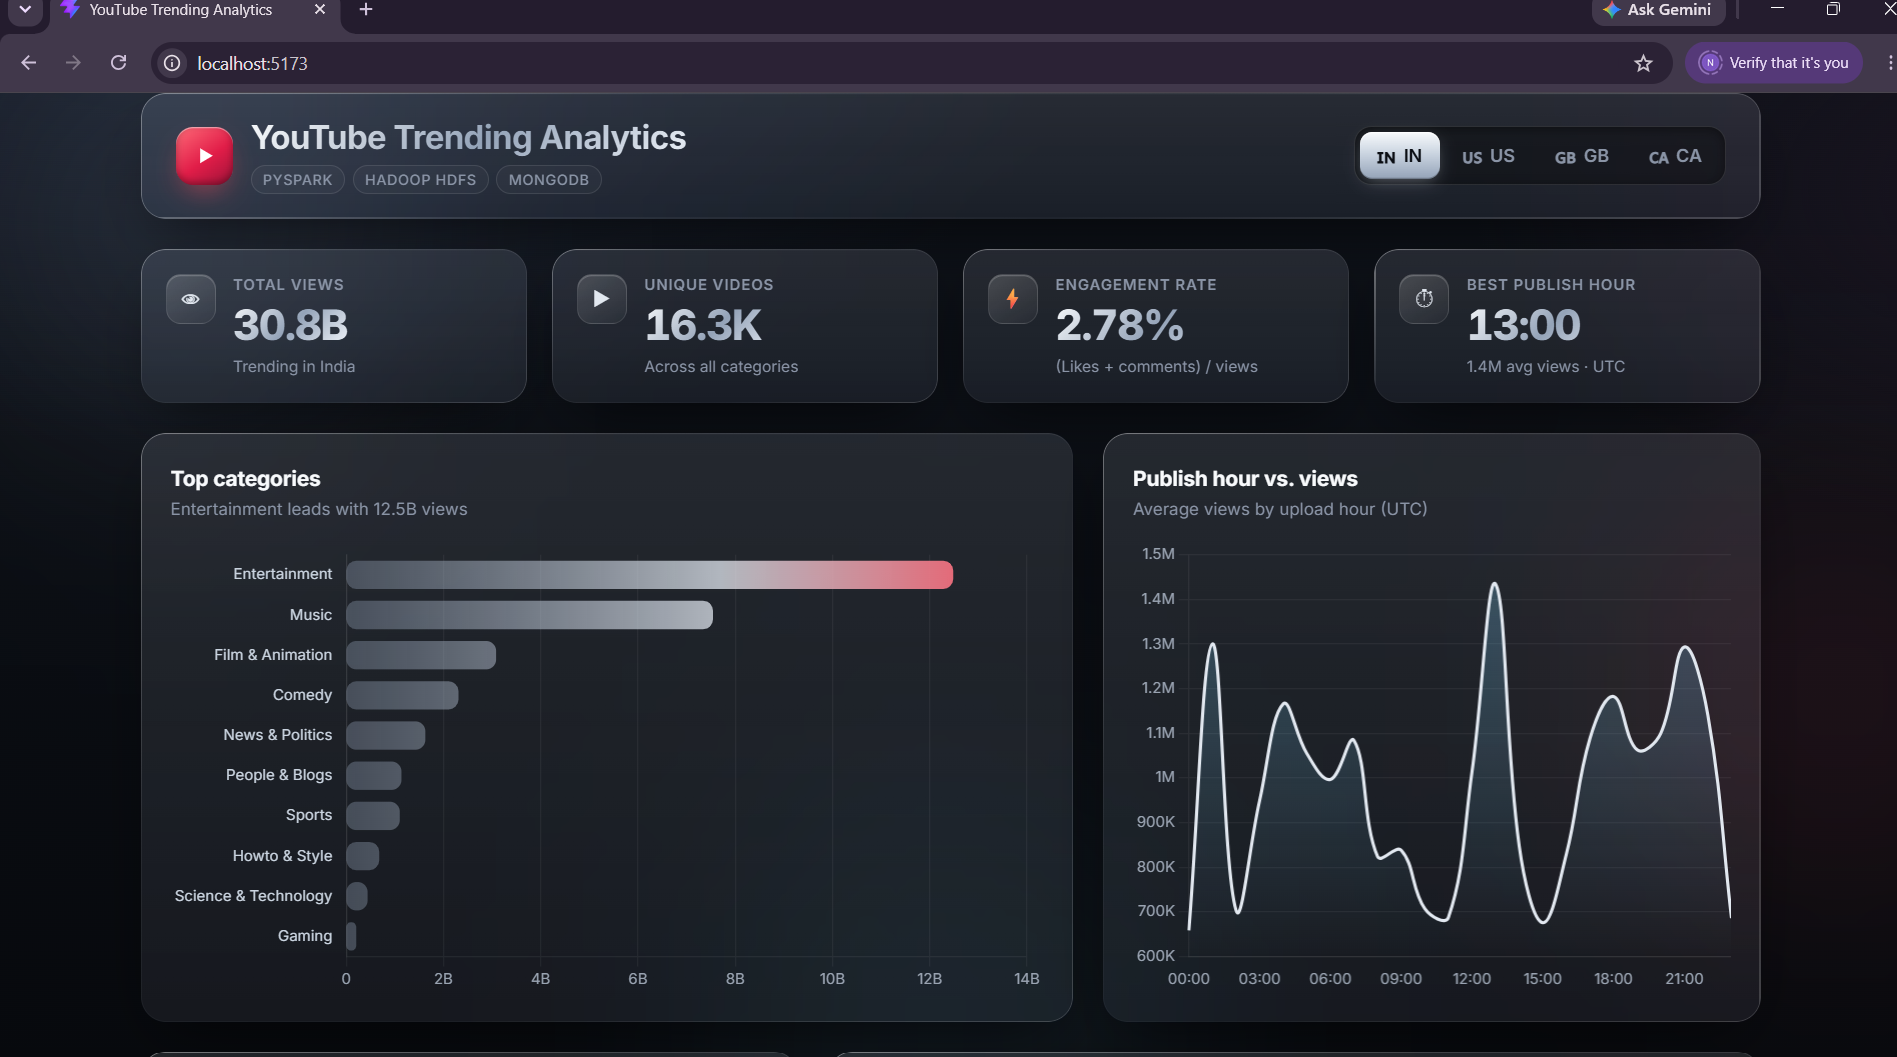 YouTube Trending Analytics
Ask Gemini
localhost:5173
N
Verify that it's you
YouTube Trending Analytics
PYSPARK HADOOP HDFS MONGODB
IN IN US US GB GB CA CA
TOTAL VIEWS
30.8B
Trending in India
UNIQUE VIDEOS
16.3K
Across all categories
ENGAGEMENT RATE
2.78%
(Likes + comments) / views
BEST PUBLISH HOUR
13:00
1.4M avg views · UTC
Top categories
Entertainment leads with 12.5B views
Entertainment
Music
Film & Animation
Comedy
News & Politics
People & Blogs
Sports
Howto & Style
Science & Technology
Gaming
0 2B 4B 6B 8B 10B 12B 14B
Publish hour vs. views
Average views by upload hour (UTC)
1.5M
1.4M
1.3M
1.2M
1.1M
1M
900K
800K
700K
600K
00:00 03:00 06:00 09:00 12:00 15:00 18:00 21:00